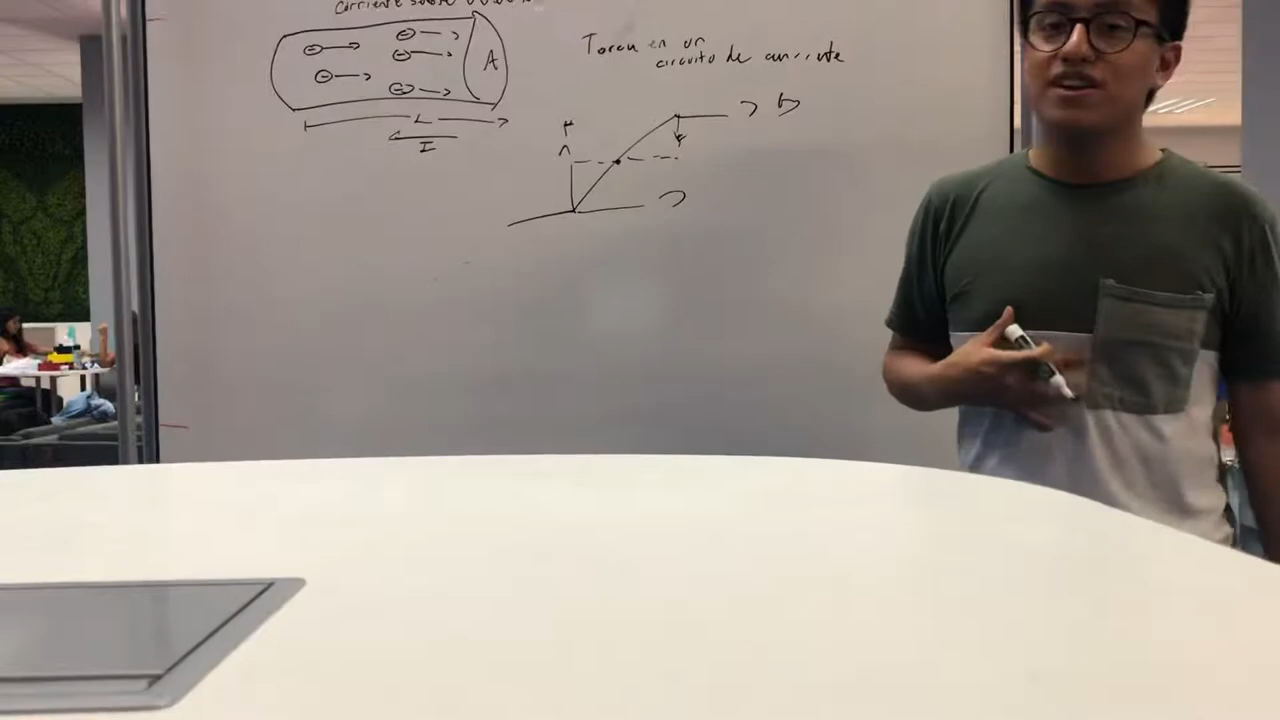 corriente sobre
A
L
I
Torca en un
circuito de corriente
F
b
F